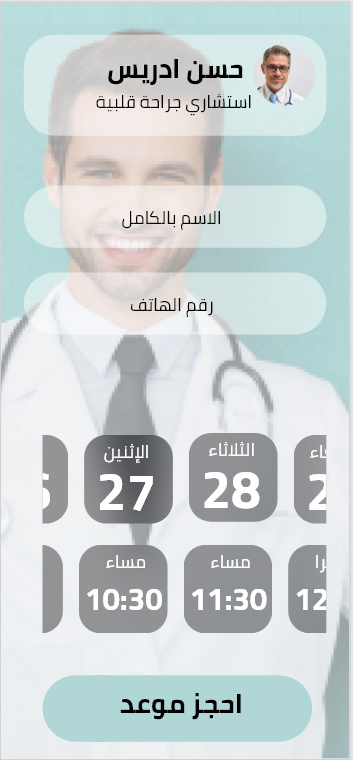 حسن ادريس
استشاري جراحة قلبية
الاسم بالكامل
رقم الهاتف
الثلاثاء
الإثنين
28
27
مساء
مساء
11:30
10:30
احجز موعد